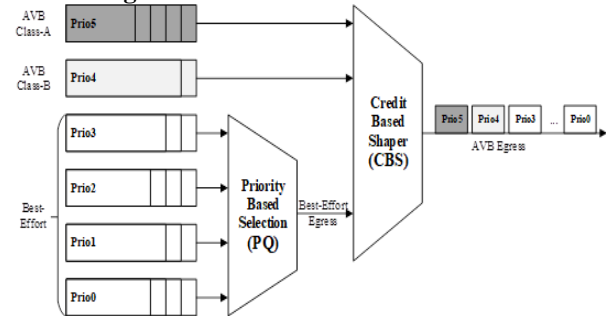 AVB
Class-A
Prio5
AVB
Class-B
Prio4
Prio3
Prio2
Prio1
Prio0
Best-
Effort
Priority
Based
Selection
(PQ)
Best-Effort
Egress
Credit
Based
Shaper
(CBS)
Prio5 Prio4 Prio3 ... Prio0
AVB Egress